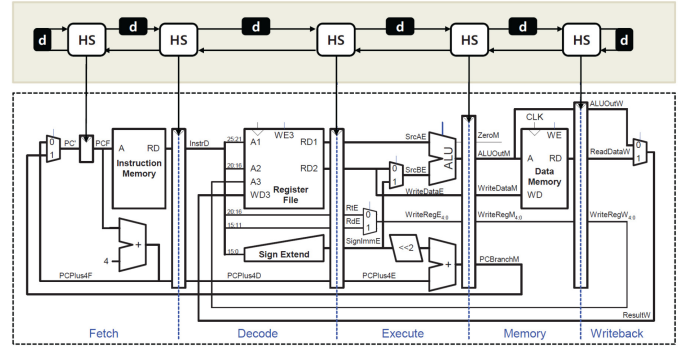 d d d d
d HS HS HS HS HS d
CLK
ALUOutW
WE3 WE
0 1 PC' PCF A RD InstrD 25:21 A1 RD1 SrcAE ZeroM
Instruction Memory
20:16 A2 RD2 0 1 SrcBE ALU ALUOutM A RD ReadDataW 0 1
A3
Register File
WD3
Data Memory
WD
WriteDataE WriteDataM
20:16 RtE 0 WriteRegE4:0 WriteRegM4:0 WriteRegW4:0
15:11 RdE 1
SignImmE
+ 15:0 Sign Extend <<2 +
4
PCBranchM
PCPlus4F PCPlus4D PCPlus4E
ResultW
Fetch Decode Execute Memory Writeback